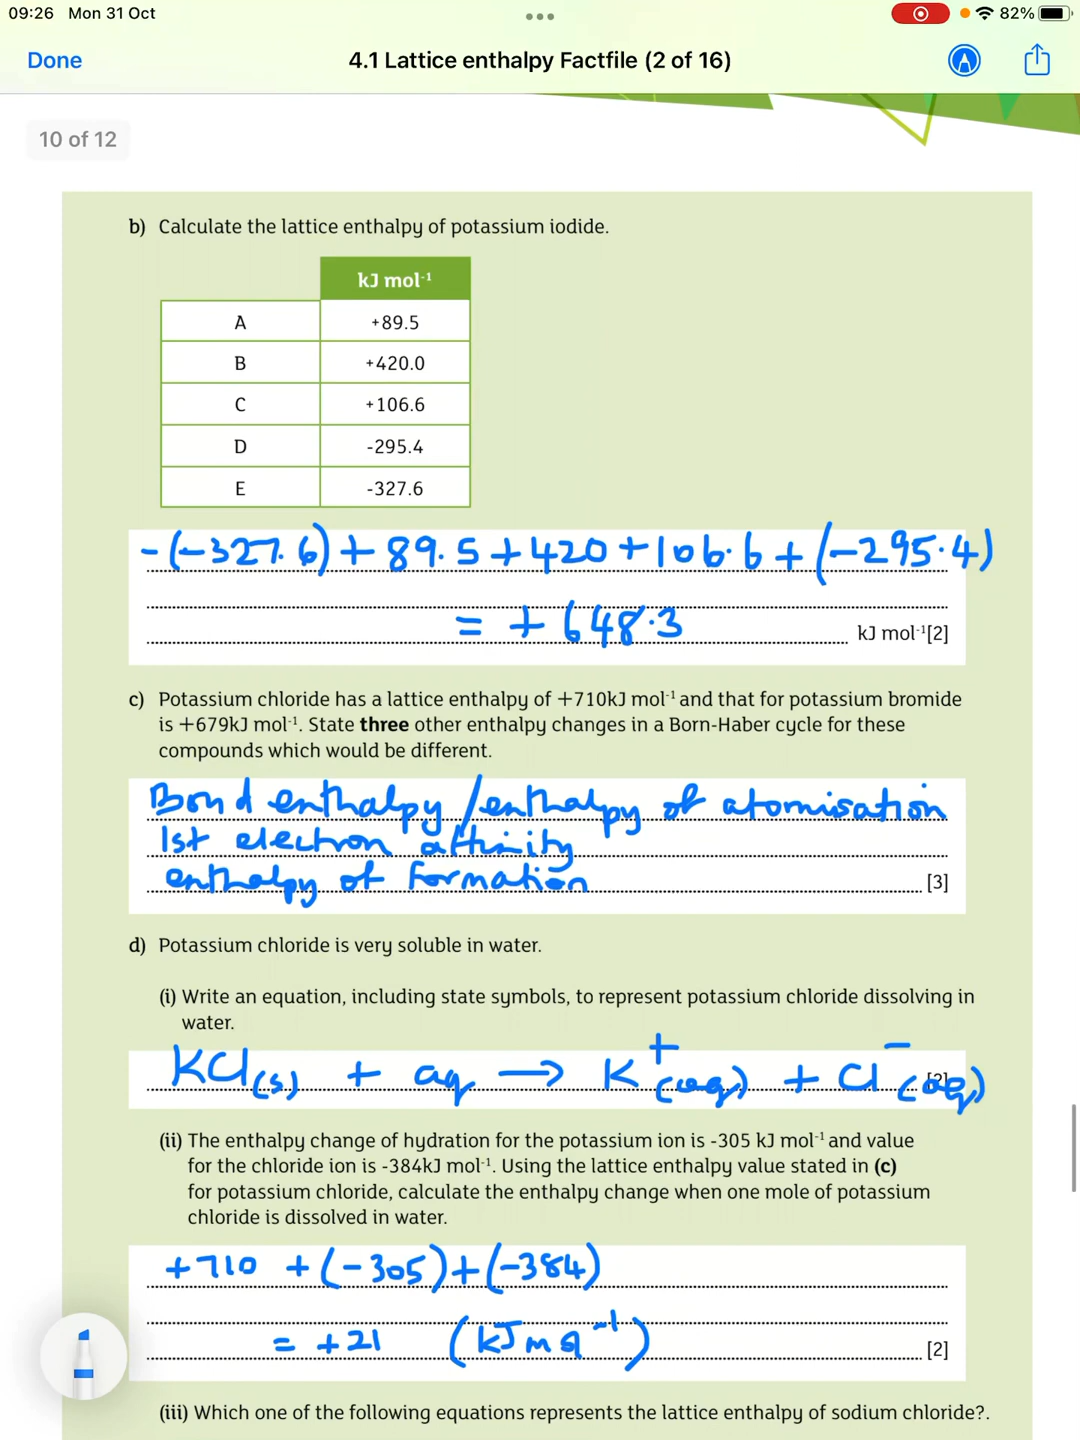 09:26 Mon 31 Oct
82%
Done
4.1 Lattice enthalpy Factfile (2 of 16)
10 of 12
b) Calculate the lattice enthalpy of potassium iodide.
kJ mol⁻¹
A +89.5
B +420.0
C +106.6
D -295.4
E -327.6
-(-327.6)+89.5+420+106.6+(-295.4)
= +648.3
kJ mol⁻¹[2]
c) Potassium chloride has a lattice enthalpy of +710kJ mol⁻¹ and that for potassium bromide
is +679kJ mol⁻¹. State three other enthalpy changes in a Born-Haber cycle for these
compounds which would be different.
Bond enthalpy/enthalpy of atomisation
1st electron affinity
enthalpy of formation
[3]
d) Potassium chloride is very soluble in water.
(i) Write an equation, including state symbols, to represent potassium chloride dissolving in
water.
KCl(s) + aq → K⁺(aq) + Cl⁻(aq)
[2]
(ii) The enthalpy change of hydration for the potassium ion is -305 kJ mol⁻¹ and value
for the chloride ion is -384kJ mol⁻¹. Using the lattice enthalpy value stated in (c)
for potassium chloride, calculate the enthalpy change when one mole of potassium
chloride is dissolved in water.
+710 +(-305)+(-384)
= +21 (kJmol⁻¹)
[2]
(iii) Which one of the following equations represents the lattice enthalpy of sodium chloride?.